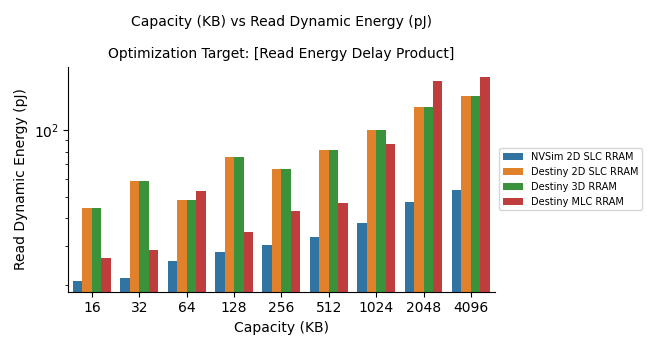 Capacity (KB) vs Read Dynamic Energy (pJ)
Optimization Target: [Read Energy Delay Product]
Read Dynamic Energy (pJ)
10²
NVSim 2D SLC RRAM
Destiny 2D SLC RRAM
Destiny 3D RRAM
Destiny MLC RRAM
16 32 64 128 256 512 1024 2048 4096
Capacity (KB)